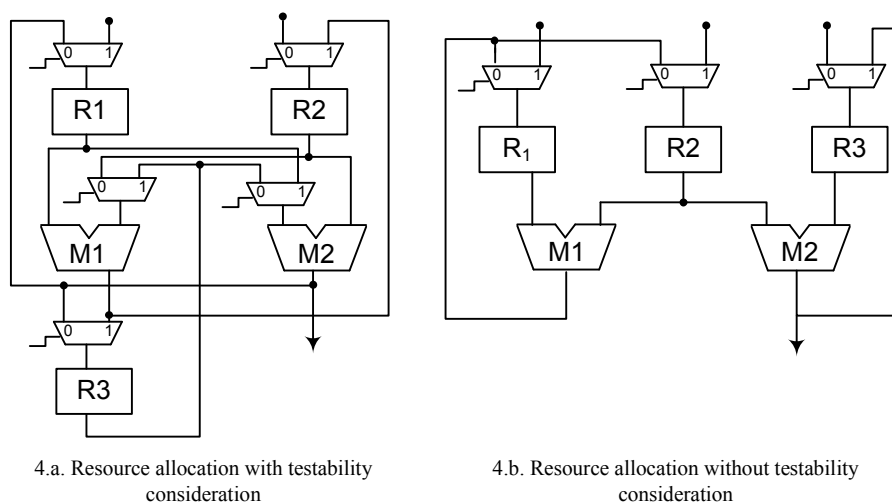 0 1
0 1
R1
R2
0 1
0 1
M1
M2
0 1
R3
4.a. Resource allocation with testability
consideration
0 1
0 1
0 1
R1
R2
R3
M1
M2
4.b. Resource allocation without testability
consideration